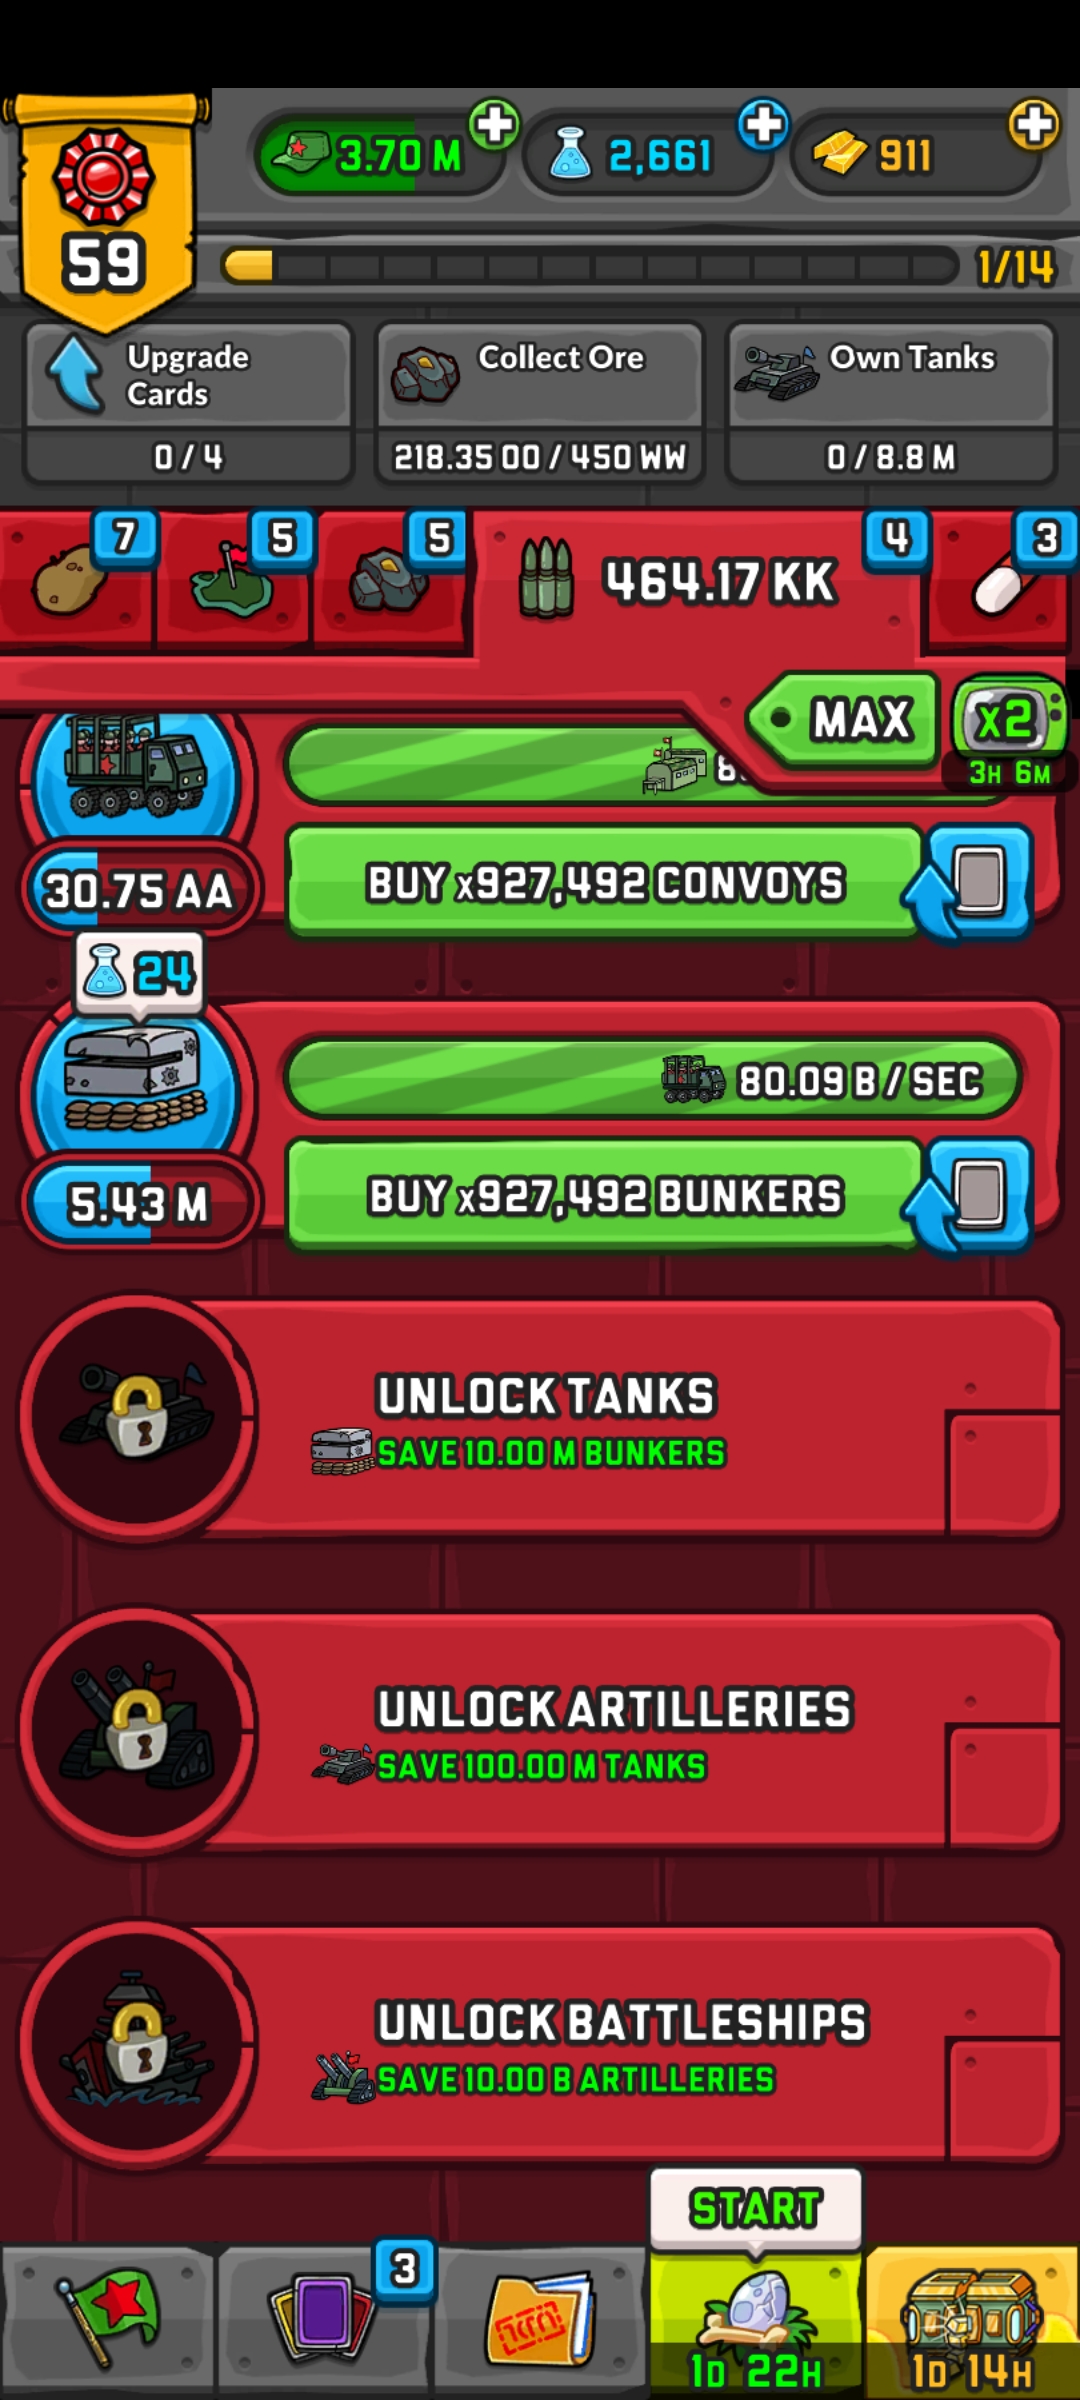 3.70 M
2,661
911
59
1/14
Upgrade
Cards
Collect Ore
Own Tanks
0 / 4
218.35 OO / 450 WW
0 / 8.8 M
7
5
5
464.17 KK
4
3
MAX
x2
3H 6M
30.75 AA
BUY x927,492 CONVOYS
24
80.09 B / SEC
5.43 M
BUY x927,492 BUNKERS
UNLOCK TANKS
SAVE 10.00 M BUNKERS
UNLOCK ARTILLERIES
SAVE 100.00 M TANKS
UNLOCK BATTLESHIPS
SAVE 10.00 B ARTILLERIES
START
3
1D 22H
1D 14H